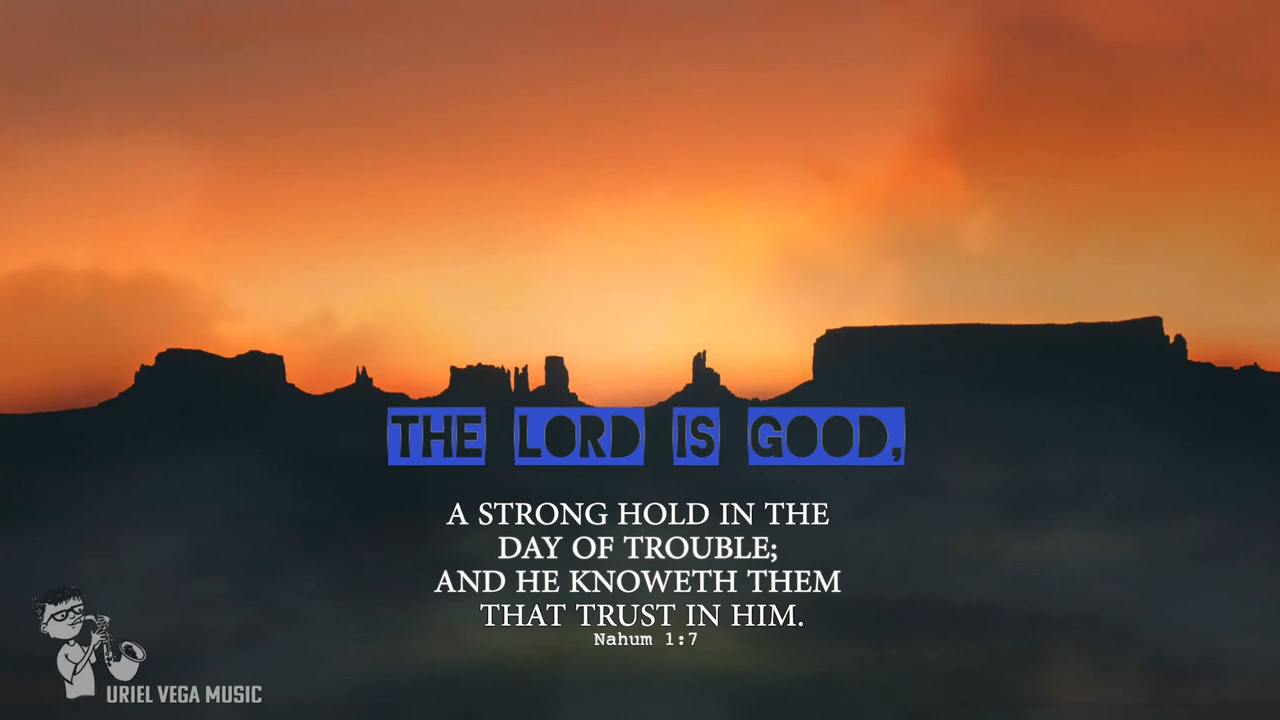 THE LORD IS GOOD,
A STRONG HOLD IN THE
DAY OF TROUBLE;
AND HE KNOWETH THEM
THAT TRUST IN HIM.
Nahum 1:7
URIEL VEGA MUSIC